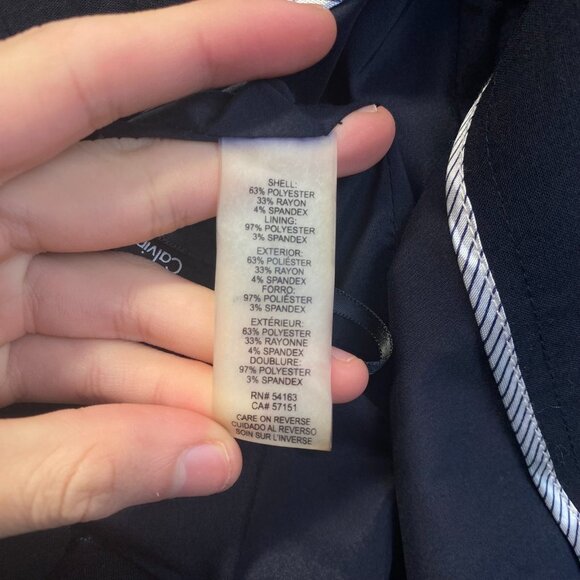 SHELL:
63% POLYESTER
33% RAYON
4% SPANDEX
LINING:
97% POLYESTER
3% SPANDEX
EXTERIOR:
63% POLIÉSTER
33% RAYON
4% SPANDEX
FORRO:
97% POLIÉSTER
3% SPANDEX
EXTÉRIEUR:
63% POLYESTER
33% RAYONNE
4% SPANDEX
DOUBLURE:
97% POLYESTER
3% SPANDEX
RN# 54163
CA# 57151
CARE ON REVERSE
CUIDADO AL REVERSO
SOIN SUR L'INVERSE
Calvin